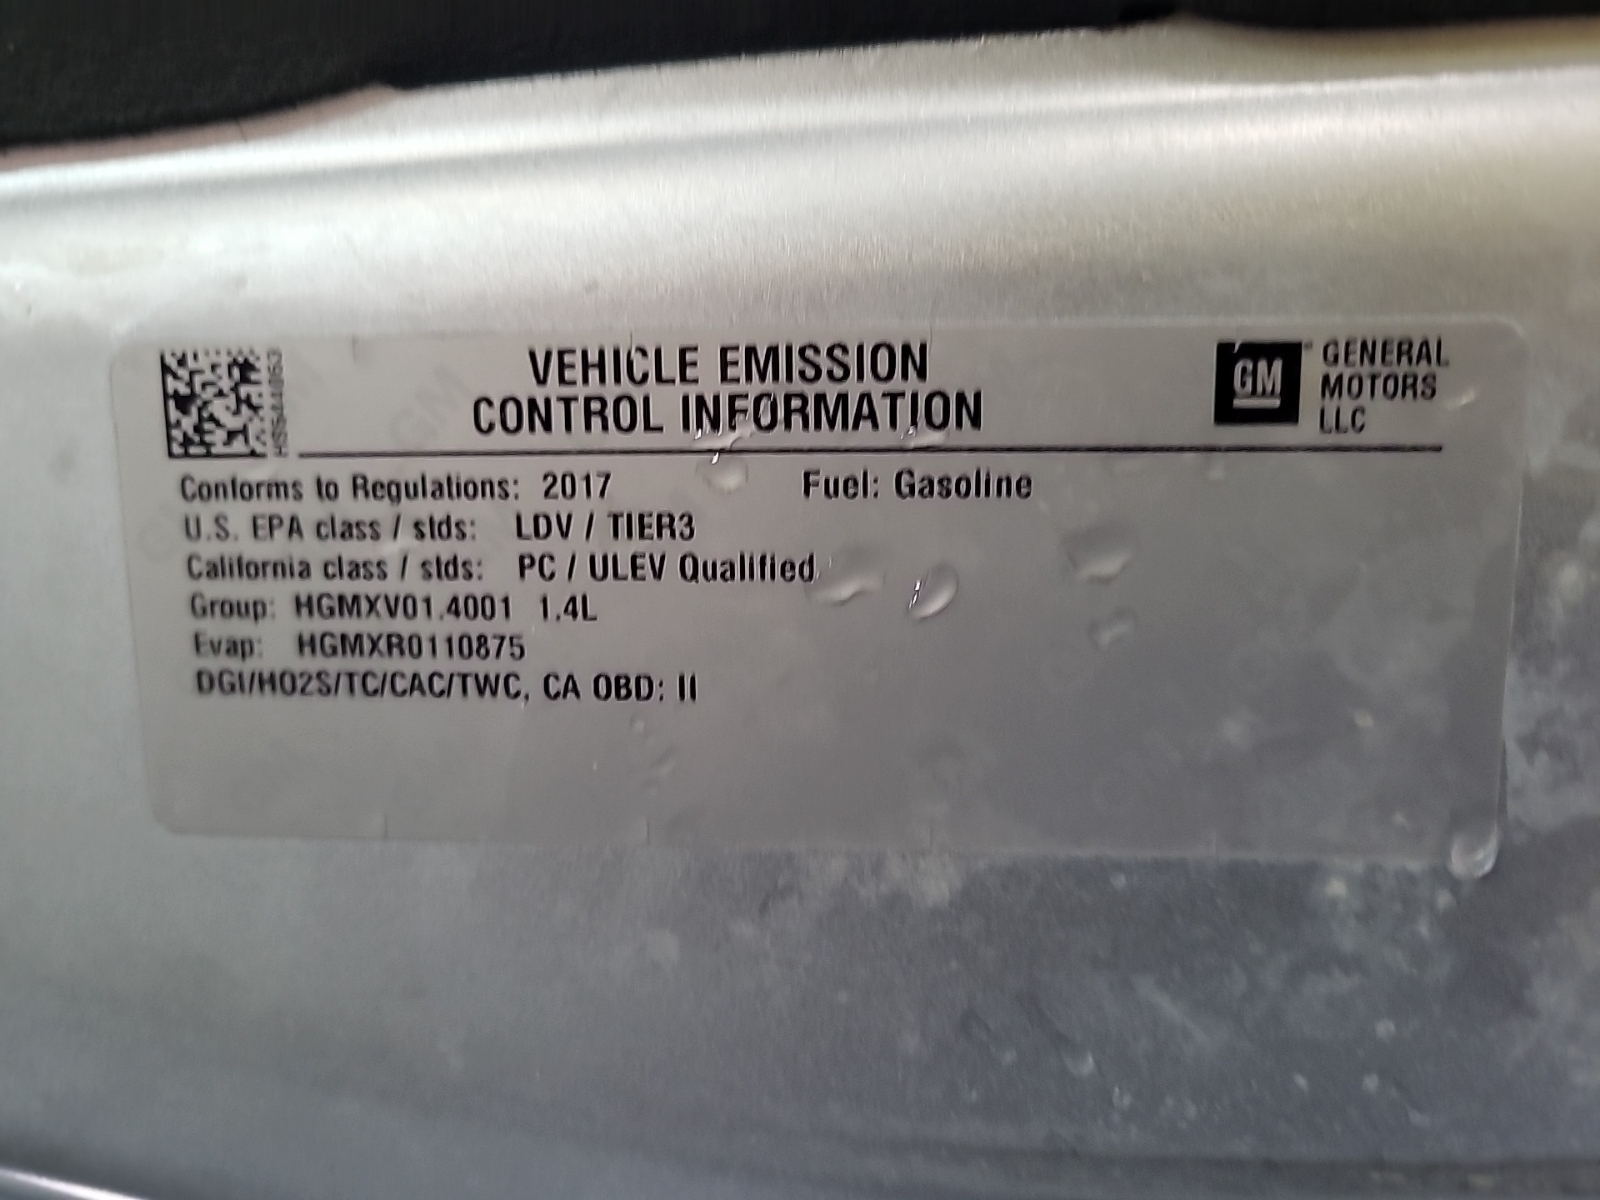 VEHICLE EMISSION
CONTROL INFORMATION
GM GENERAL
MOTORS
LLC
Conforms to Regulations: 2017 Fuel: Gasoline
U.S. EPA class / stds: LDV / TIER3
California class / stds: PC / ULEV Qualified
Group: HGMXV01.4001 1.4L
Evap: HGMXR0110875
DGI/HO2S/TC/CAC/TWC, CA OBD: II